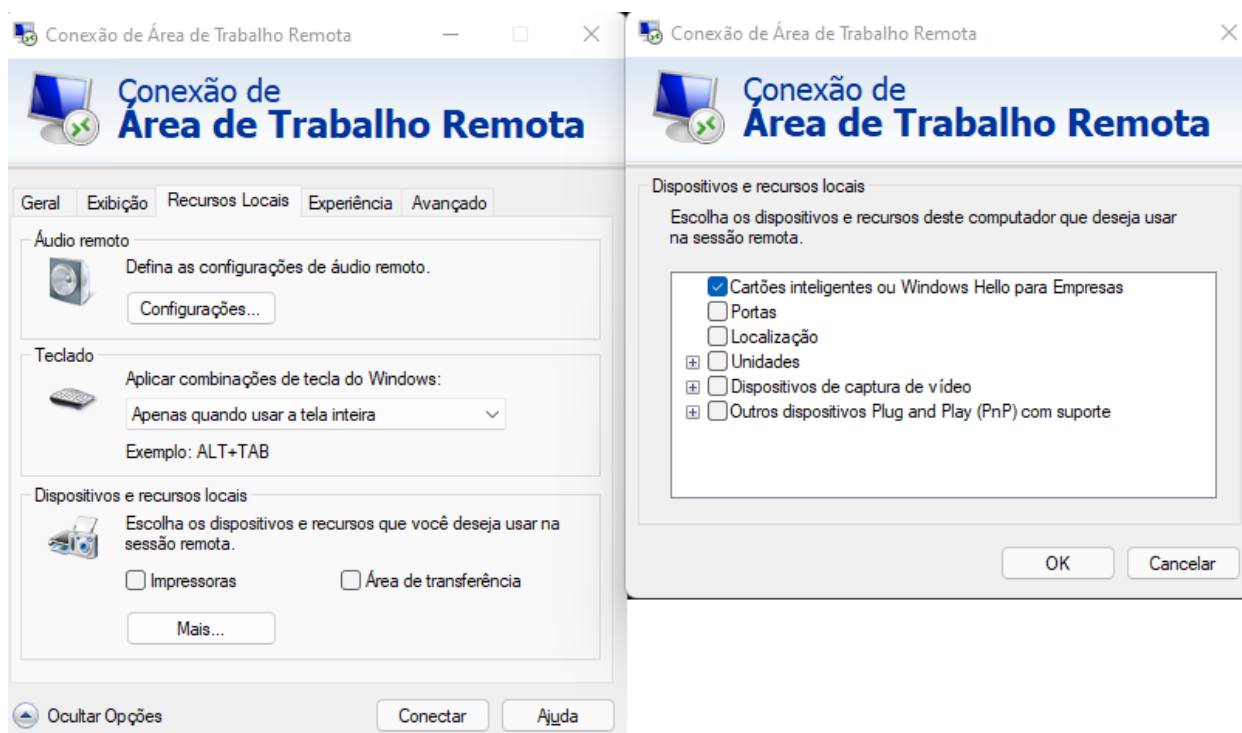 Conexão de Área de Trabalho Remota
Conexão de
Área de Trabalho Remota
Geral Exibição Recursos Locais Experiência Avançado
Áudio remoto
Defina as configurações de áudio remoto.
Configurações...
Teclado
Aplicar combinações de tecla do Windows:
Apenas quando usar a tela inteira
Exemplo: ALT+TAB
Dispositivos e recursos locais
Escolha os dispositivos e recursos que você deseja usar na
sessão remota.
Impressoras Área de transferência
Mais...
Ocultar Opções Conectar Ajuda
Conexão de Área de Trabalho Remota
Conexão de
Área de Trabalho Remota
Dispositivos e recursos locais
Escolha os dispositivos e recursos deste computador que deseja usar
na sessão remota.
Cartões inteligentes ou Windows Hello para Empresas
Portas
Localização
Unidades
Dispositivos de captura de vídeo
Outros dispositivos Plug and Play (PnP) com suporte
OK Cancelar